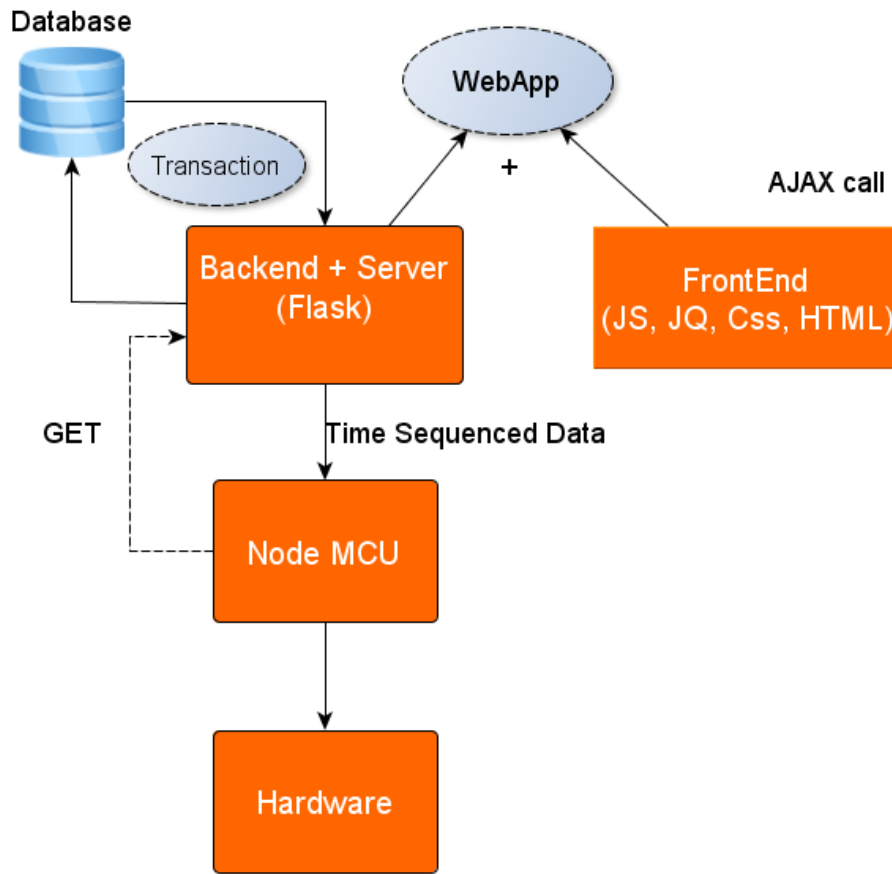 Database
WebApp
Transaction
+
AJAX call
Backend + Server
(Flask)
FrontEnd
(JS, JQ, Css, HTML)
GET
Time Sequenced Data
Node MCU
Hardware